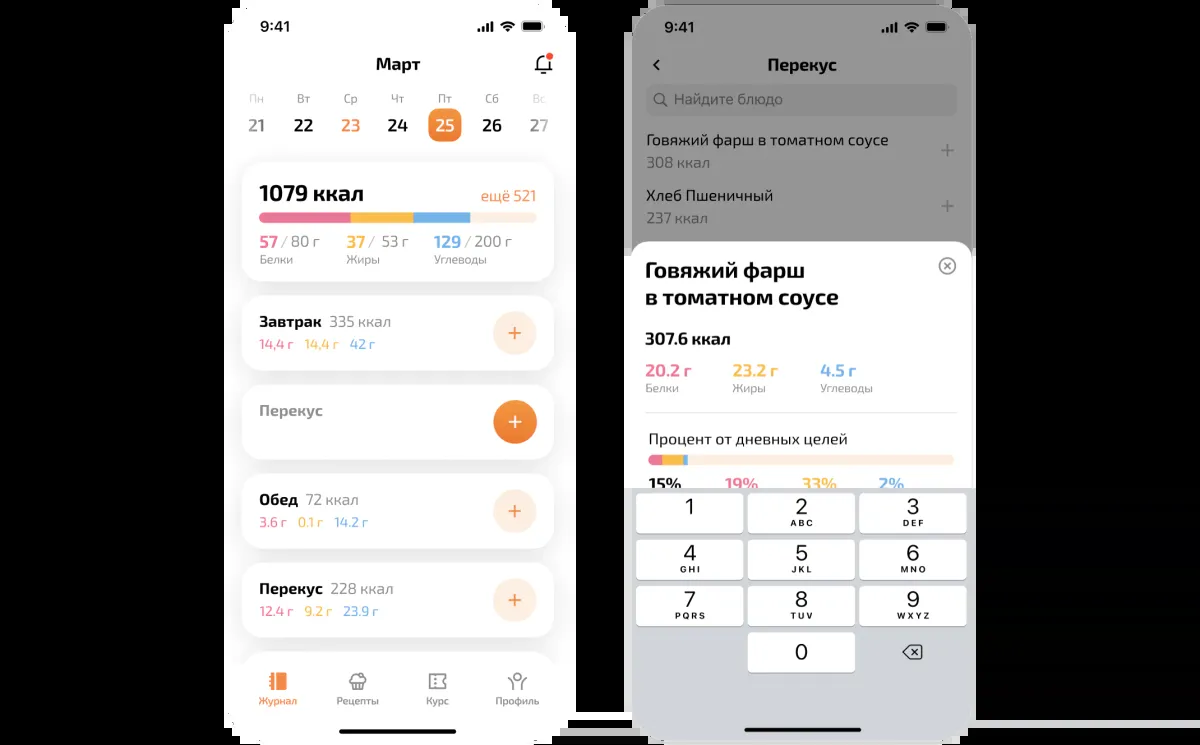 9:41
Март
Пн Вт Ср Чт Пт Сб Вс
21 22 23 24 25 26 27
1079 ккал ещё 521
57 / 80 г 37 / 53 г 129 / 200 г
Белки Жиры Углеводы
Завтрак 335 ккал
14,4 г 14,4 г 42 г
Перекус
Обед 72 ккал
3.6 г 0.1 г 14.2 г
Перекус 228 ккал
12.4 г 9.2 г 23.9 г
Журнал Рецепты Курс Профиль
9:41
Перекус
Найдите блюдо
Говяжий фарш в томатном соусе
308 ккал
Хлеб Пшеничный
237 ккал
Говяжий фарш
в томатном соусе
307.6 ккал
20.2 г 23.2 г 4.5 г
Белки Жиры Углеводы
Процент от дневных целей
15% 19% 33% 2%
1 2 3
ABC DEF
4 5 6
GHI JKL MNO
7 8 9
PQRS TUV WXYZ
0